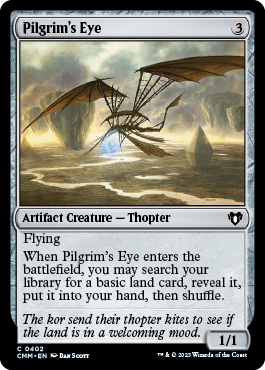 Pilgrim's Eye 3
Artifact Creature — Thopter
Flying
When Pilgrim's Eye enters the
battlefield, you may search your
library for a basic land card, reveal it,
put it into your hand, then shuffle.
The kor send their thopter kites to see if
the land is in a welcoming mood.
1/1
C 0402
CMM • EN DAN SCOTT
™ & © 2023 Wizards of the Coast